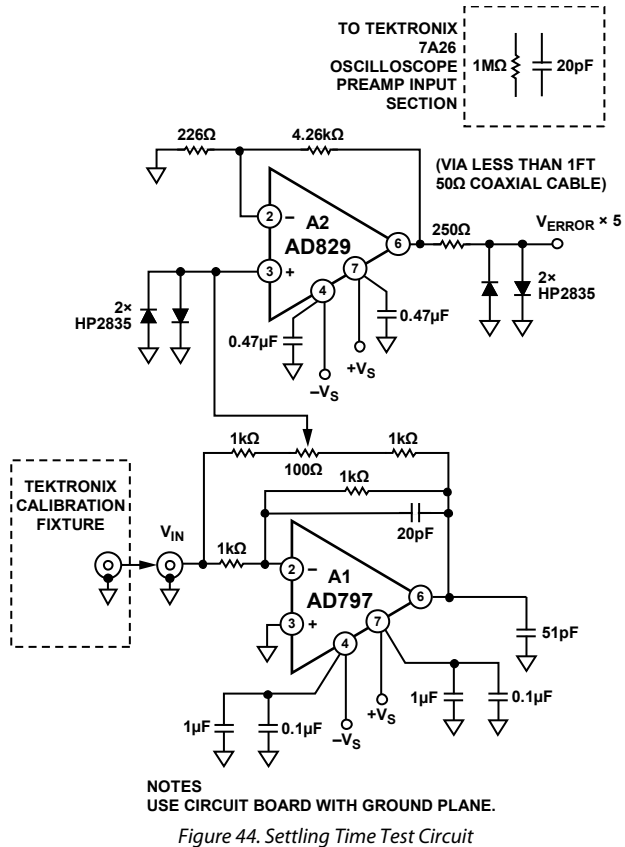 TO TEKTRONIX
7A26
OSCILLOSCOPE
PREAMP INPUT
SECTION
1MΩ
20pF
226Ω
4.26kΩ
(VIA LESS THAN 1FT
50Ω COAXIAL CABLE)
2
–
A2
AD829
6
250Ω
VERROR × 5
3
+
7
4
2×
HP2835
2×
HP2835
0.47µF
0.47µF
+VS
–VS
1kΩ
1kΩ
100Ω
1kΩ
TEKTRONIX
CALIBRATION
FIXTURE
20pF
VIN
1kΩ
2
–
A1
AD797
6
3
+
7
4
51pF
1µF
0.1µF
+VS
–VS
1µF
0.1µF
NOTES
USE CIRCUIT BOARD WITH GROUND PLANE.
Figure 44. Settling Time Test Circuit